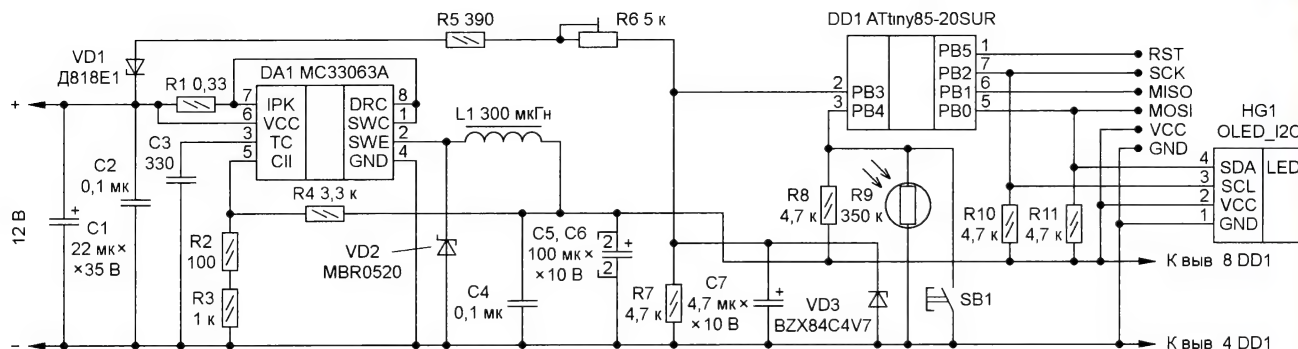 R5 390
R6 5 к
DD1 ATtiny85-20SUR
VD1
Д818Е1
R1 0,33
DA1 MC33063A
+
7
6
3
5
IPK
VCC
TC
CII
DRC
SWC
SWE
GND
8
1
2
4
L1 300 мкГн
2
3
PB3
PB4
PB5
PB2
PB1
PB0
1
7
6
5
RST
SCK
MISO
MOSI
VCC
GND
HG1
OLED_I2C
4
3
2
1
SDA
SCL
VCC
GND
LED
C3
330
C2
0,1 мк
12 В
C1
22 мк×
×35 В
R2
100
R3
1 к
R4 3,3 к
VD2
MBR0520
C4
0,1 мк
C5, C6
100 мк×
×10 В
2
2
+
+
R7
4,7 к
C7
4,7 мк×
×10 В
+
R8
4,7 к
R9
350 к
VD3
BZX84C4V7
SB1
R10
4,7 к
R11
4,7 к
К выв 8 DD1
К выв 4 DD1
–